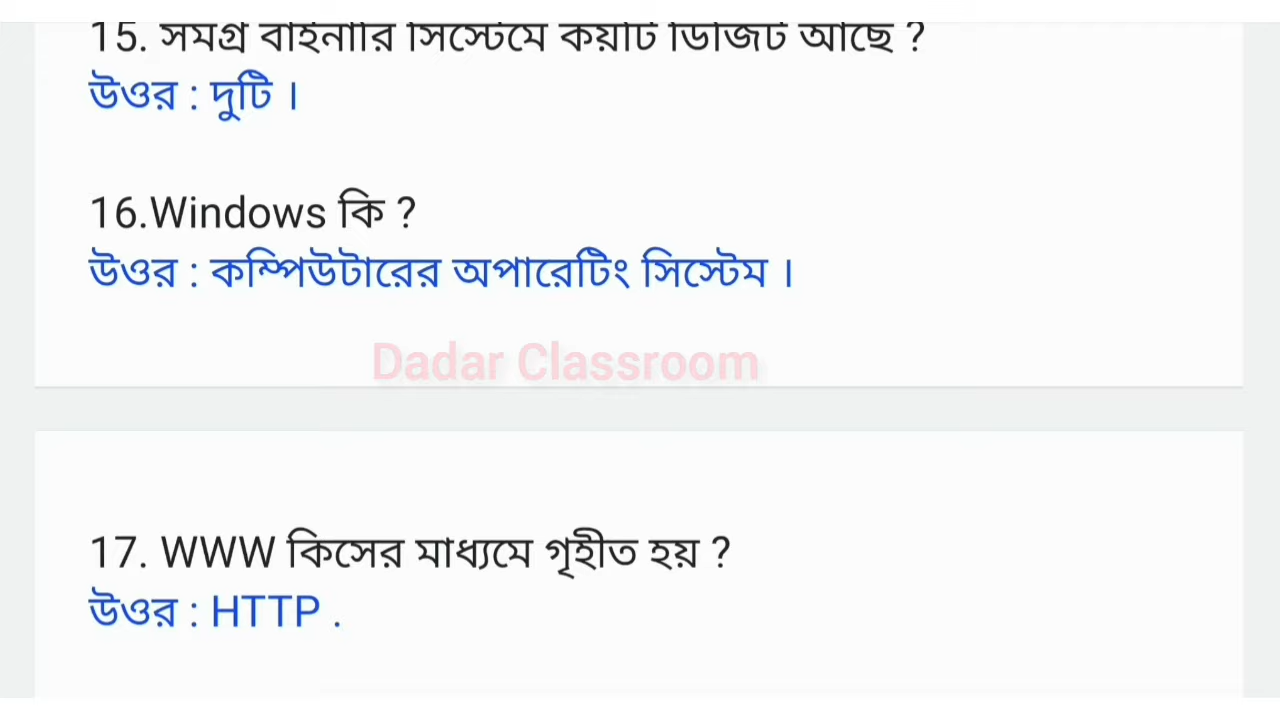 15. সমগ্র বাইনারি সিস্টেমে কয়টি ডিজিট আছে ?
উওর : দুটি ।
16.Windows কি ?
উওর : কম্পিউটারের অপারেটিং সিস্টেম ।
Dadar Classroom
17. WWW কিসের মাধ্যমে গৃহীত হয় ?
উওর : HTTP .